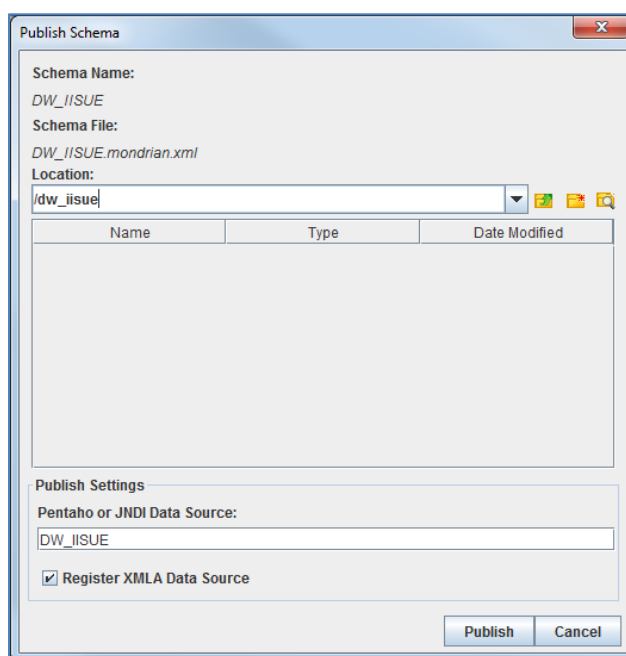 Publish Schema
Schema Name:
DW_IISUE
Schema File:
DW_IISUE.mondrian.xml
Location:
/dw_iisue
Name Type Date Modified
Publish Settings
Pentaho or JNDI Data Source:
DW_IISUE
Register XMLA Data Source
Publish Cancel